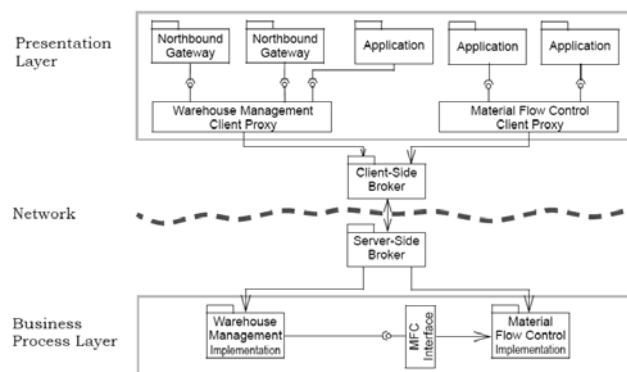 Presentation
Layer
Northbound
Gateway
Northbound
Gateway
Application
Application
Application
Warehouse Management
Client Proxy
Material Flow Control
Client Proxy
Client-Side
Broker
Network
Server-Side
Broker
Business
Process Layer
Warehouse
Management
Implementation
MFC
Interface
Material
Flow Control
Implementation